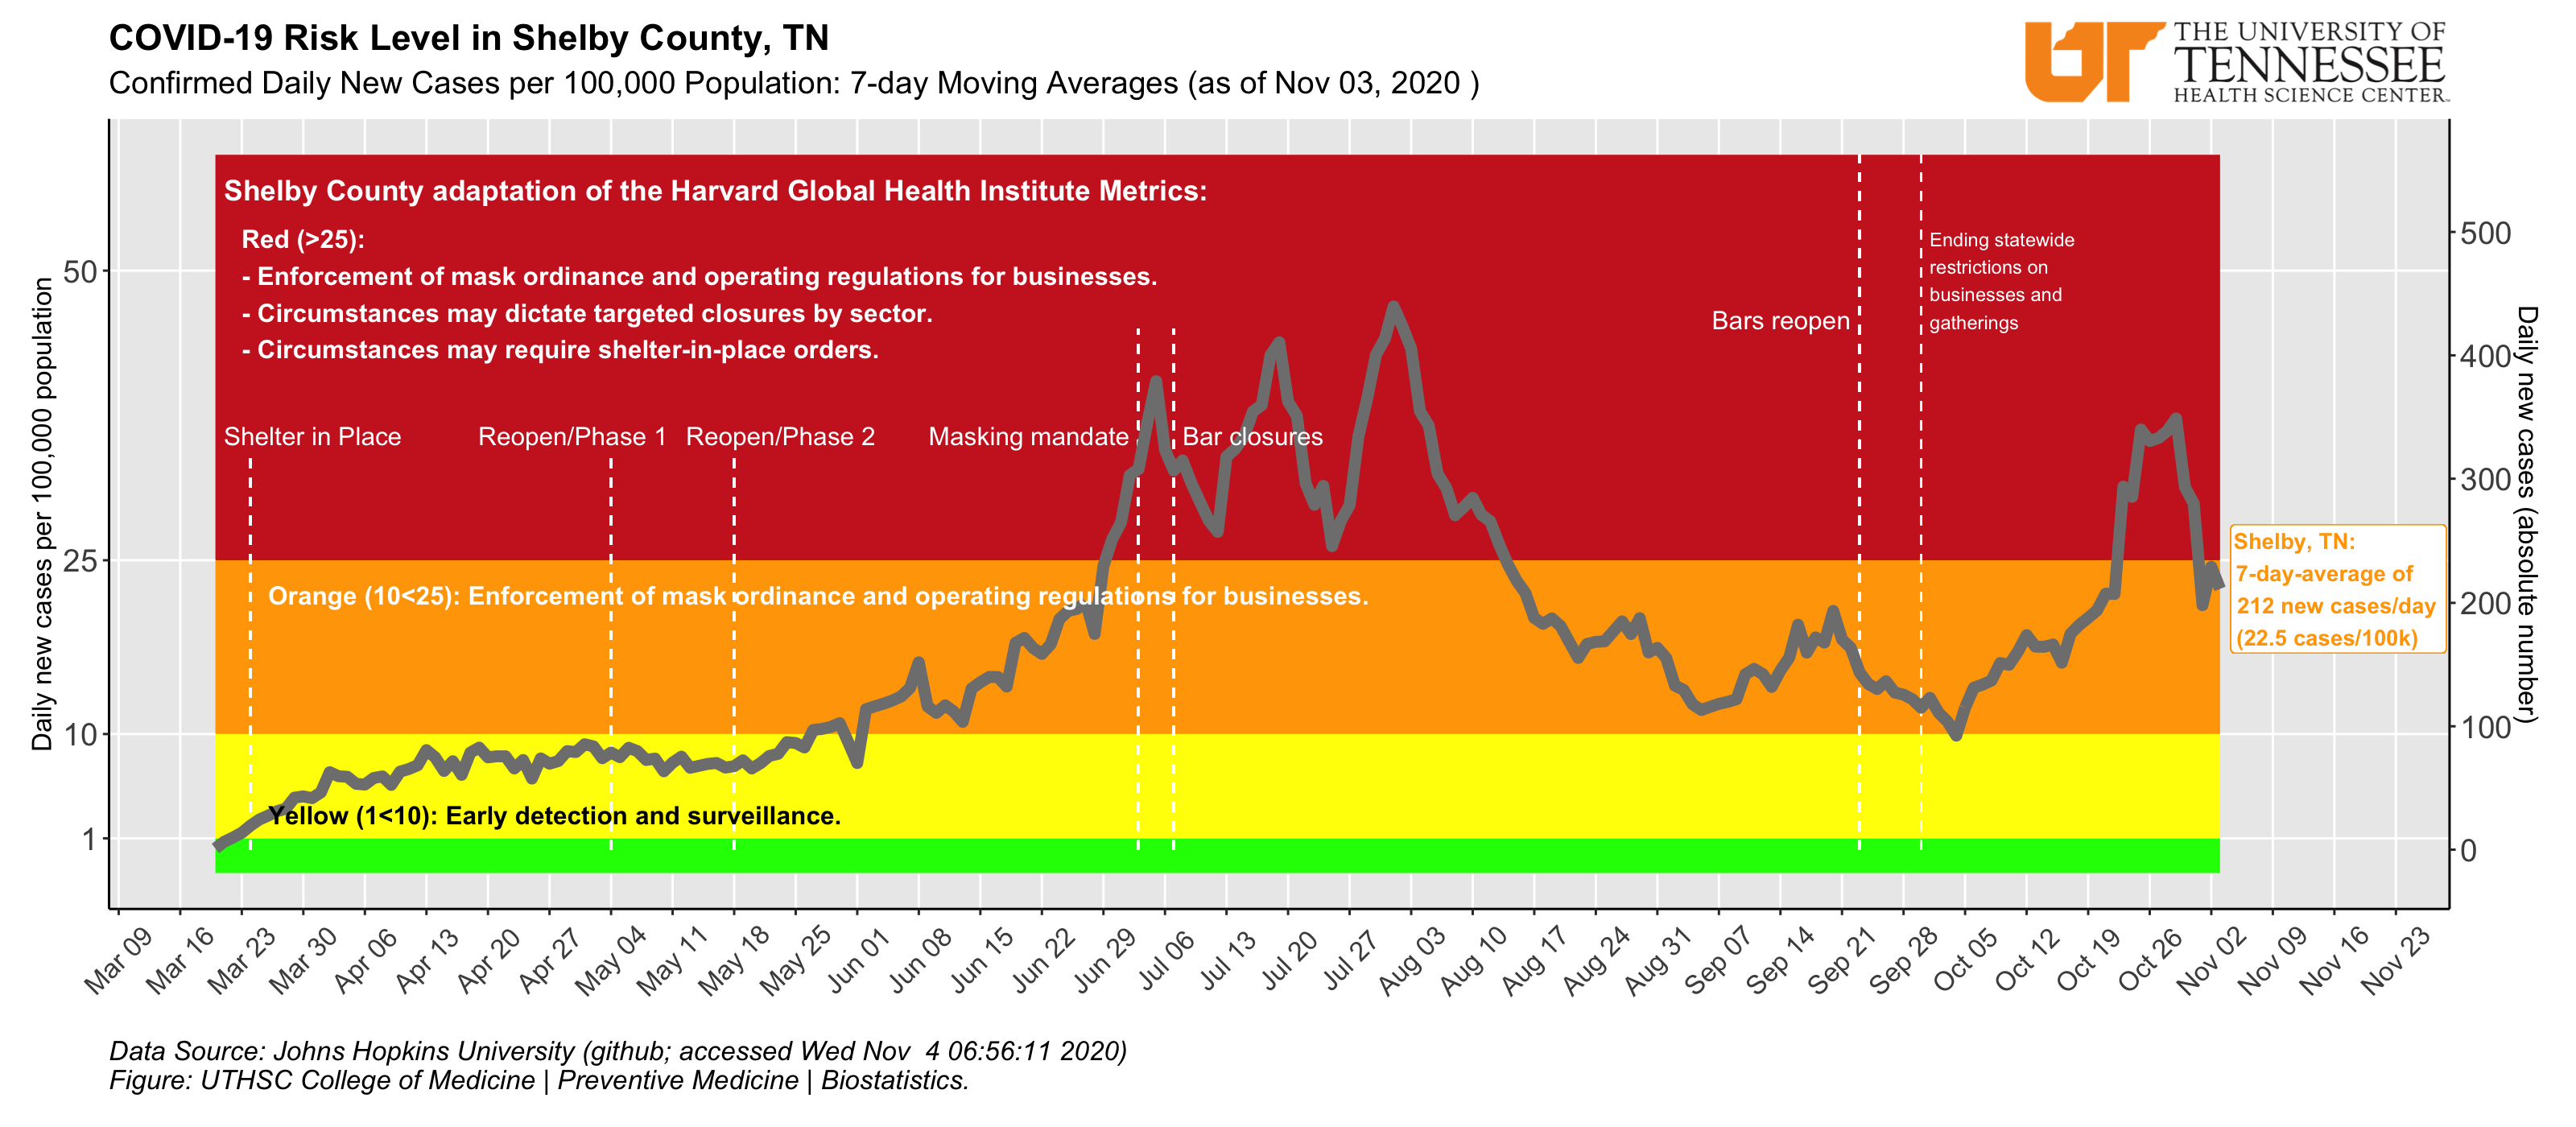 COVID-19 Risk Level in Shelby County, TN
Confirmed Daily New Cases per 100,000 Population: 7-day Moving Averages (as of Nov 03, 2020 )
UT
THE UNIVERSITY OF
TENNESSEE
HEALTH SCIENCE CENTER™
Daily new cases per 100,000 population
50
25
10
1
Shelby County adaptation of the Harvard Global Health Institute Metrics:
Red (>25):
- Enforcement of mask ordinance and operating regulations for businesses.
- Circumstances may dictate targeted closures by sector.
- Circumstances may require shelter-in-place orders.
Ending statewide
restrictions on
businesses and
gatherings
Bars reopen
Shelter in Place
Reopen/Phase 1
Reopen/Phase 2
Masking mandate
Bar closures
Orange (10<25): Enforcement of mask ordinance and operating regulations for businesses.
Yellow (1<10): Early detection and surveillance.
Shelby, TN:
7-day-average of
212 new cases/day
(22.5 cases/100k)
500
400
300
200
100
0
Daily new cases (absolute number)
Mar 09
Mar 16
Mar 23
Mar 30
Apr 06
Apr 13
Apr 20
Apr 27
May 04
May 11
May 18
May 25
Jun 01
Jun 08
Jun 15
Jun 22
Jun 29
Jul 06
Jul 13
Jul 20
Jul 27
Aug 03
Aug 10
Aug 17
Aug 24
Aug 31
Sep 07
Sep 14
Sep 21
Sep 28
Oct 05
Oct 12
Oct 19
Oct 26
Nov 02
Nov 09
Nov 16
Nov 23
Data Source: Johns Hopkins University (github; accessed Wed Nov  4 06:56:11 2020)
Figure: UTHSC College of Medicine | Preventive Medicine | Biostatistics.